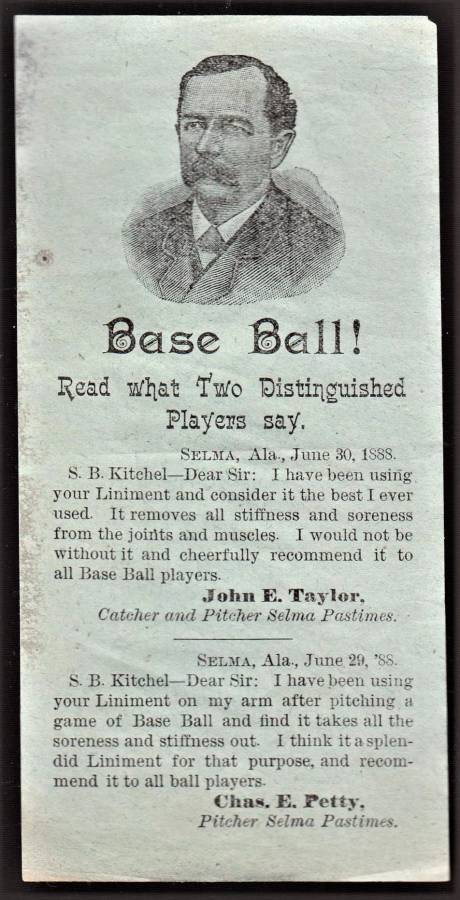 Base Ball!
Read what Two Distinguished
Players say.
SELMA, Ala., June 30, 1888.
S. B. Kitchel—Dear Sir: I have been using
your Liniment and consider it the best I ever
used. It removes all stiffness and soreness
from the joints and muscles. I would not be
without it and cheerfully recommend it to
all Base Ball players.
John E. Taylor,
Catcher and Pitcher Selma Pastimes.
SELMA, Ala., June 29, '88.
S. B. Kitchel—Dear Sir: I have been using
your Liniment on my arm after pitching a
game of Base Ball and find it takes all the
soreness and stiffness out. I think it a splen-
did Liniment for that purpose, and recom-
mend it to all ball players.
Chas. E. Petty,
Pitcher Selma Pastimes.